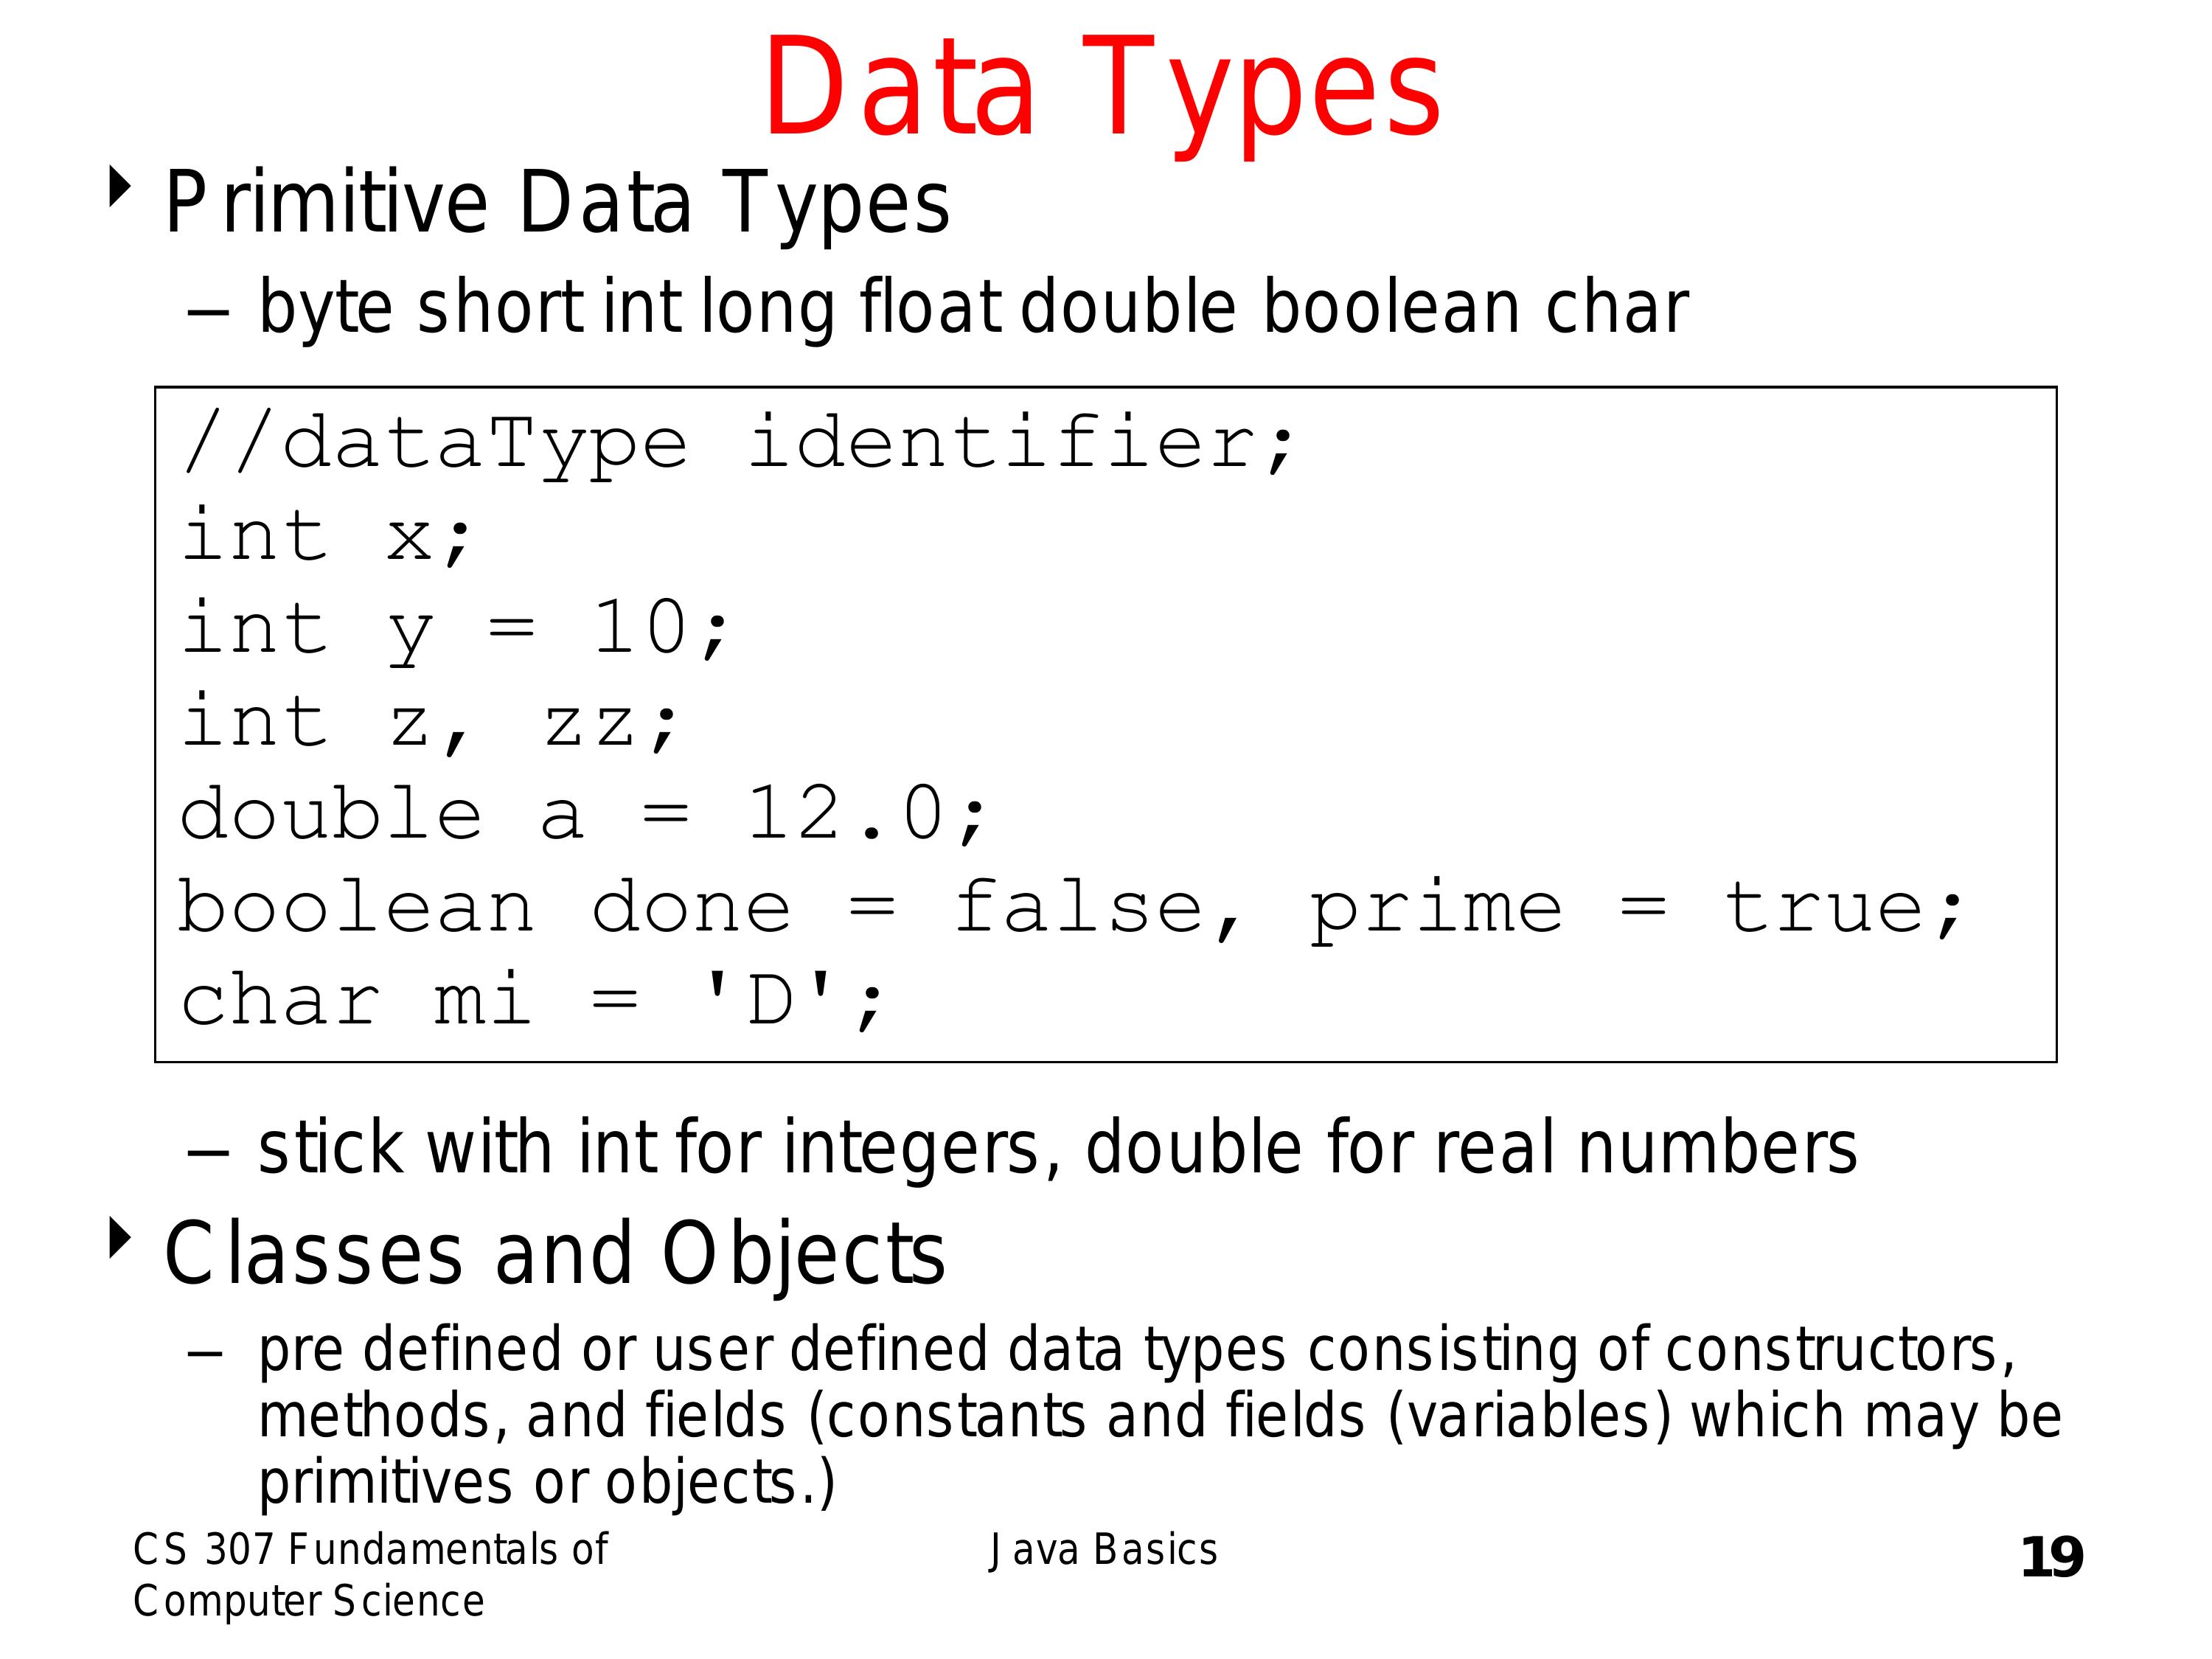 Data Types
Primitive Data Types
– byte short int long float double boolean char
//dataType identifier;
int x;
int y = 10;
int z, zz;
double a = 12.0;
boolean done = false, prime = true;
char mi = 'D';
– stick with int for integers, double for real numbers
Classes and Objects
– pre defined or user defined data types consisting of constructors,
methods, and fields (constants and fields (variables) which may be
primitives or objects.)
CS 307 Fundamentals of
Computer Science
Java Basics
19